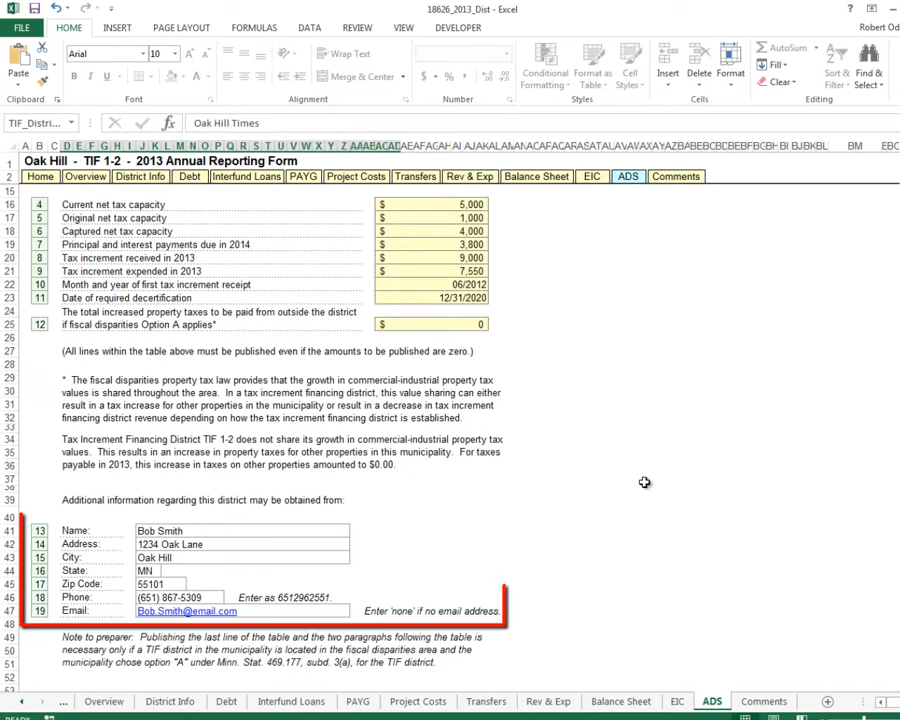 18626_2013_Dist - Excel
FILE HOME INSERT PAGE LAYOUT FORMULAS DATA REVIEW VIEW DEVELOPER Robert Od
Paste Arial 10 Wrap Text AutoSum
Merge & Center $ % Conditional Formatting Format as Table Cell Styles Insert Delete Format Fill Clear Sort & Filter Find & Select
Clipboard Font Alignment Number Styles Cells Editing
TIF_Distri... fx Oak Hill Times
Oak Hill - TIF 1-2 - 2013 Annual Reporting Form
Home Overview District Info Debt Interfund Loans PAYG Project Costs Transfers Rev & Exp Balance Sheet EIC ADS Comments
4 Current net tax capacity $ 5,000
5 Original net tax capacity $ 1,000
6 Captured net tax capacity $ 4,000
7 Principal and interest payments due in 2014 $ 3,800
8 Tax increment received in 2013 $ 9,000
9 Tax increment expended in 2013 $ 7,550
10 Month and year of first tax increment receipt 06/2012
11 Date of required decertification 12/31/2020
The total increased property taxes to be paid from outside the district
12 if fiscal disparities Option A applies* $ 0
(All lines within the table above must be published even if the amounts to be published are zero.)
* The fiscal disparities property tax law provides that the growth in commercial-industrial property tax
values is shared throughout the area. In a tax increment financing district, this value sharing can either
result in a tax increase for other properties in the municipality or result in a decrease in tax increment
financing district revenue depending on how the tax increment financing district is established.
Tax Increment Financing District TIF 1-2 does not share its growth in commercial-industrial property tax
values. This results in an increase in property taxes for other properties in this municipality. For taxes
payable in 2013, this increase in taxes on other properties amounted to $0.00.
Additional information regarding this district may be obtained from:
13 Name: Bob Smith
14 Address: 1234 Oak Lane
15 City: Oak Hill
16 State: MN
17 Zip Code: 55101
18 Phone: (651) 867-5309 Enter as 6512962551.
19 Email: Bob.Smith@email.com Enter 'none' if no email address.
Note to preparer: Publishing the last line of the table and the two paragraphs following the table is
necessary only if a TIF district in the municipality is located in the fiscal disparities area and the
municipality chose option "A" under Minn. Stat. 469.177, subd. 3(a), for the TIF district.
... Overview District Info Debt Interfund Loans PAYG Project Costs Transfers Rev & Exp Balance Sheet EIC ADS Comments